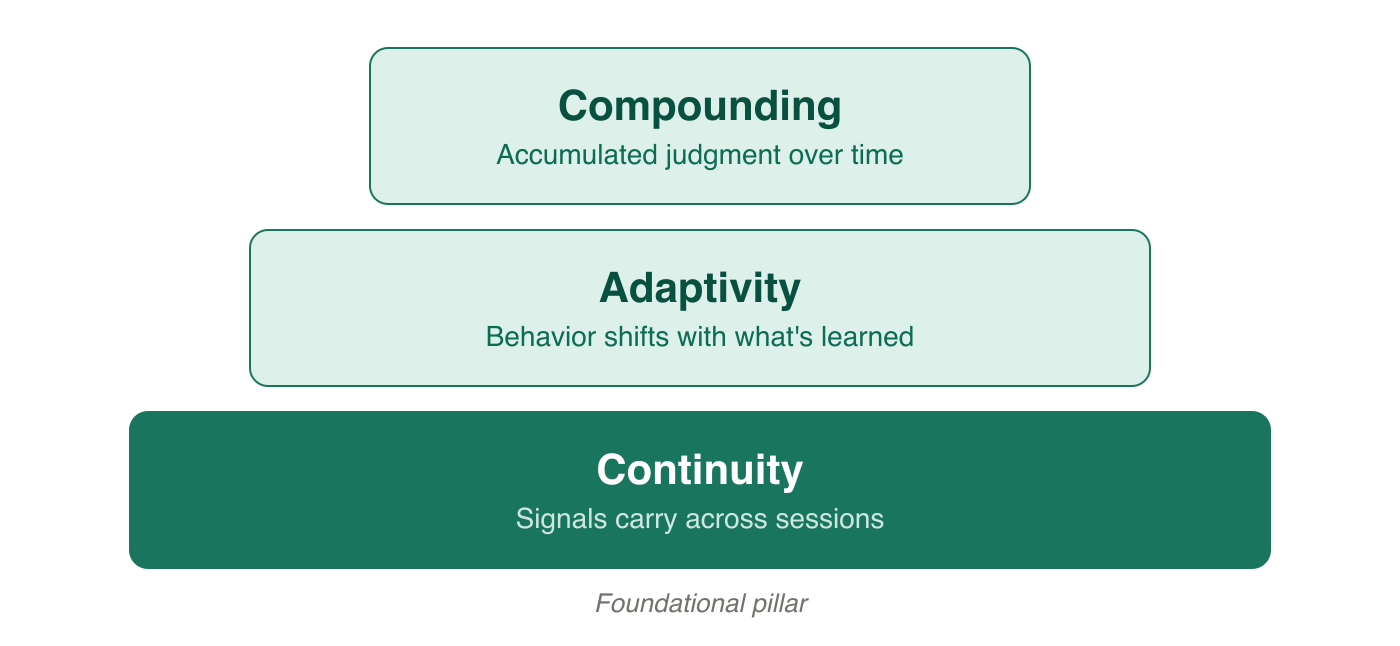 Compounding
Accumulated judgment over time
Adaptivity
Behavior shifts with what's learned
Continuity
Signals carry across sessions
Foundational pillar